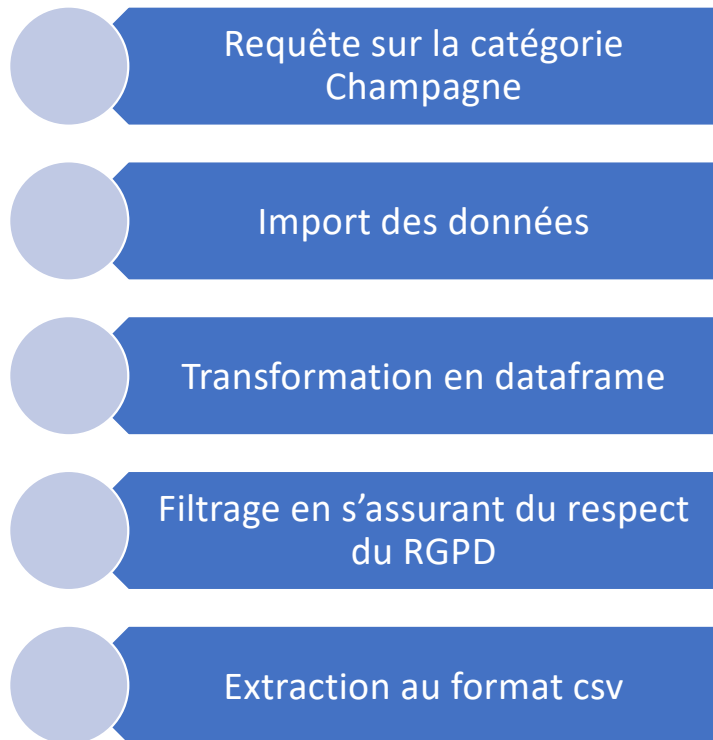 Requête sur la catégorie
Champagne
Import des données
Transformation en dataframe
Filtrage en s’assurant du respect
du RGPD
Extraction au format csv